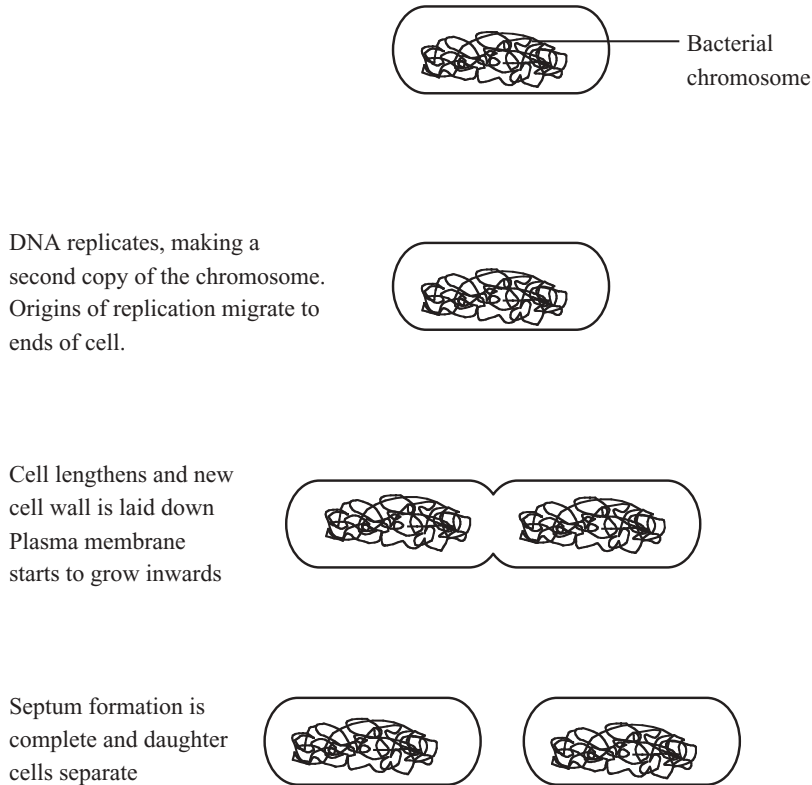 Bacterial
chromosome
DNA replicates, making a
second copy of the chromosome.
Origins of replication migrate to
ends of cell.
Cell lengthens and new
cell wall is laid down
Plasma membrane
starts to grow inwards
Septum formation is
complete and daughter
cells separate